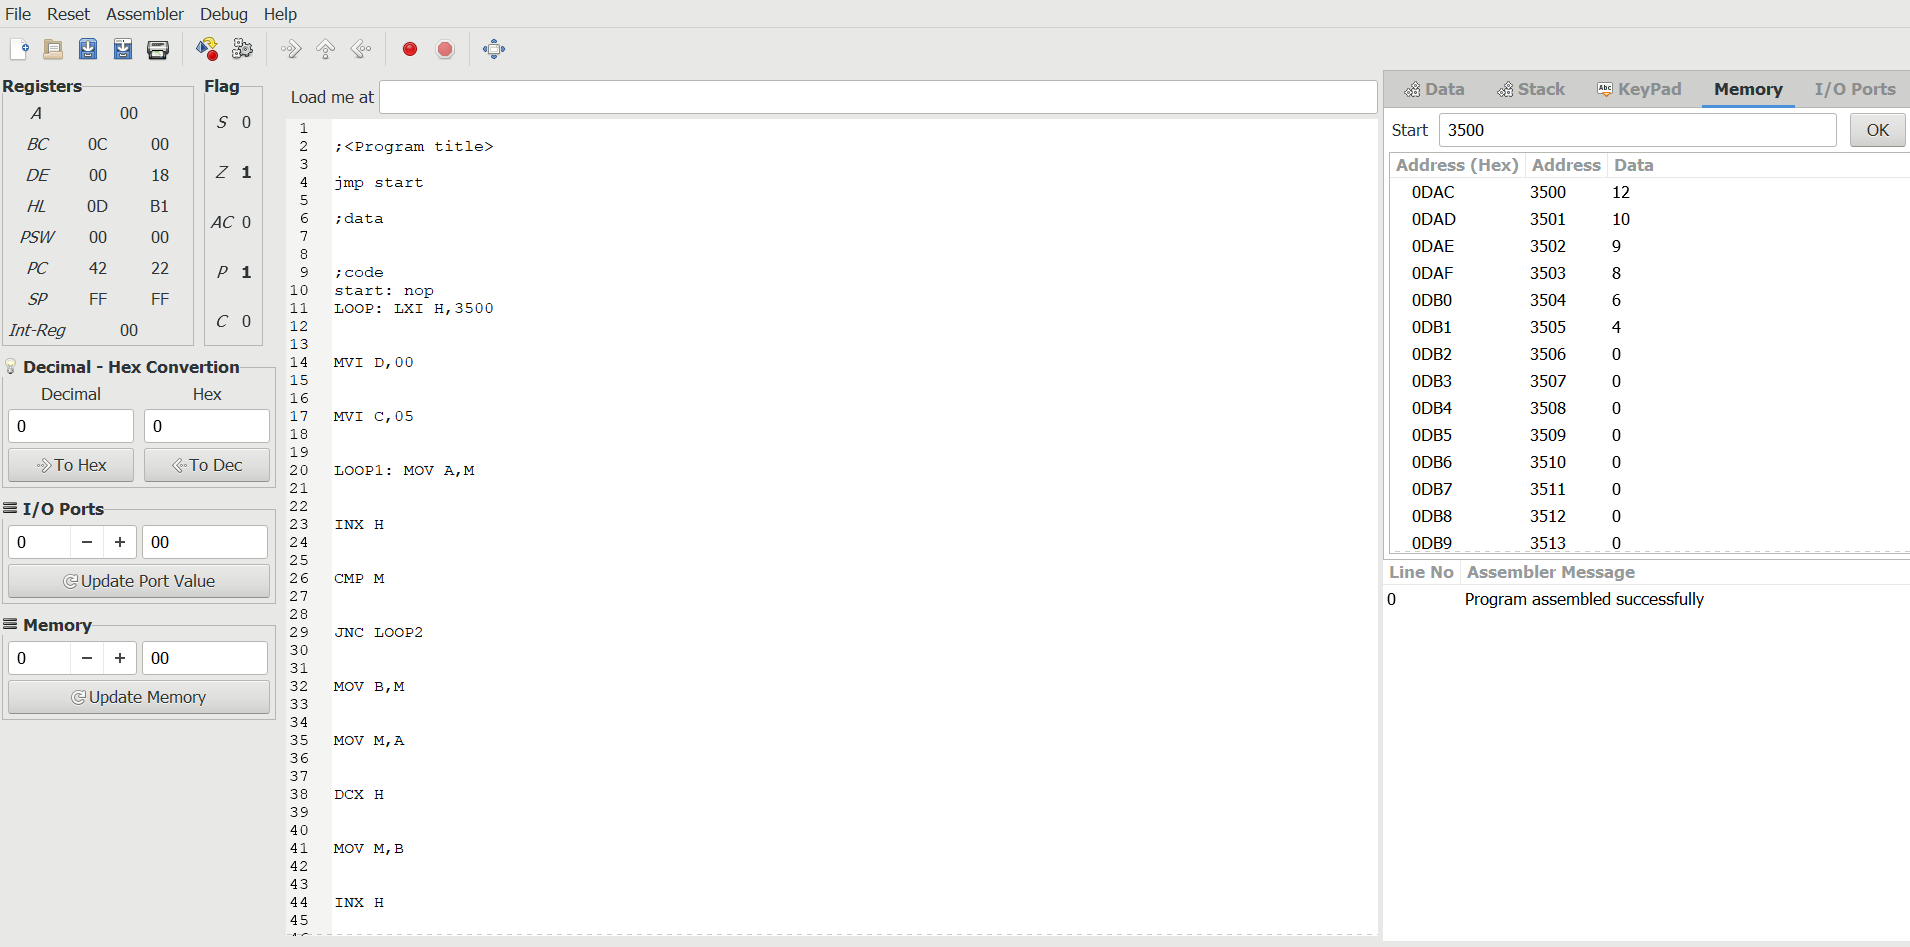 File Reset Assembler Debug Help
Registers
A 00
BC 0C 00
DE 00 18
HL 0D B1
PSW 00 00
PC 42 22
SP FF FF
Int-Reg 00
Flag
S 0
Z 1
AC 0
P 1
C 0
Decimal - Hex Convertion
Decimal Hex
0 0
To Hex To Dec
I/O Ports
0 − + 00
Update Port Value
Memory
0 − + 00
Update Memory
Load me at
1
2 ;<Program title>
3
4 jmp start
5
6 ;data
7
8
9 ;code
10 start: nop
11 LOOP: LXI H,3500
12
13
14 MVI D,00
15
16
17 MVI C,05
18
19
20 LOOP1: MOV A,M
21
22
23 INX H
24
25
26 CMP M
27
28
29 JNC LOOP2
30
31
32 MOV B,M
33
34
35 MOV M,A
36
37
38 DCX H
39
40
41 MOV M,B
42
43
44 INX H
45
Data Stack Abc KeyPad Memory I/O Ports
Start 3500 OK
Address (Hex) Address Data
0DAC 3500 12
0DAD 3501 10
0DAE 3502 9
0DAF 3503 8
0DB0 3504 6
0DB1 3505 4
0DB2 3506 0
0DB3 3507 0
0DB4 3508 0
0DB5 3509 0
0DB6 3510 0
0DB7 3511 0
0DB8 3512 0
0DB9 3513 0
Line No Assembler Message
0 Program assembled successfully